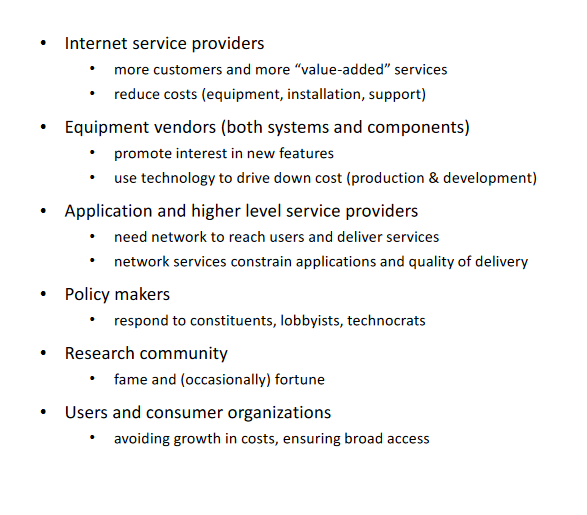 • Internet service providers
• more customers and more “value-added” services
• reduce costs (equipment, installation, support)
• Equipment vendors (both systems and components)
• promote interest in new features
• use technology to drive down cost (production & development)
• Application and higher level service providers
• need network to reach users and deliver services
• network services constrain applications and quality of delivery
• Policy makers
• respond to constituents, lobbyists, technocrats
• Research community
• fame and (occasionally) fortune
• Users and consumer organizations
• avoiding growth in costs, ensuring broad access